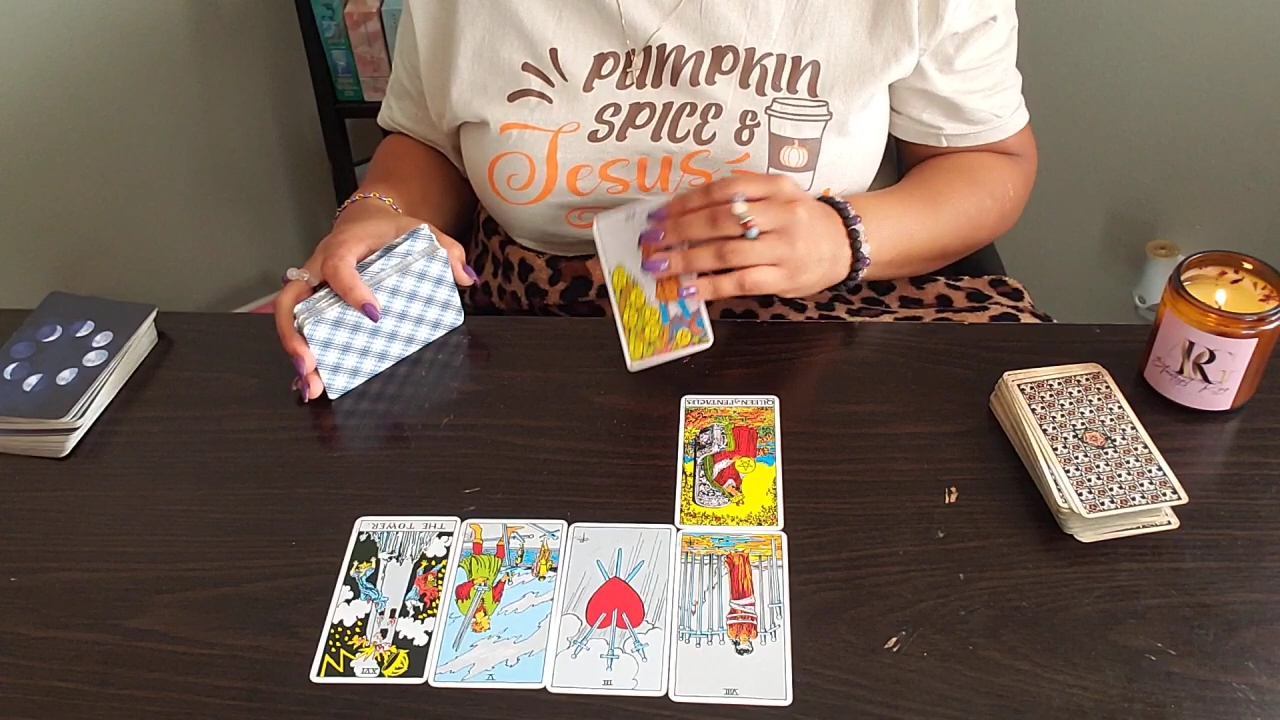 PUMPKIN
SPICE &
Jesus
QUEEN of PENTACLES
THE TOWER
XVI
V
III
VIII
R